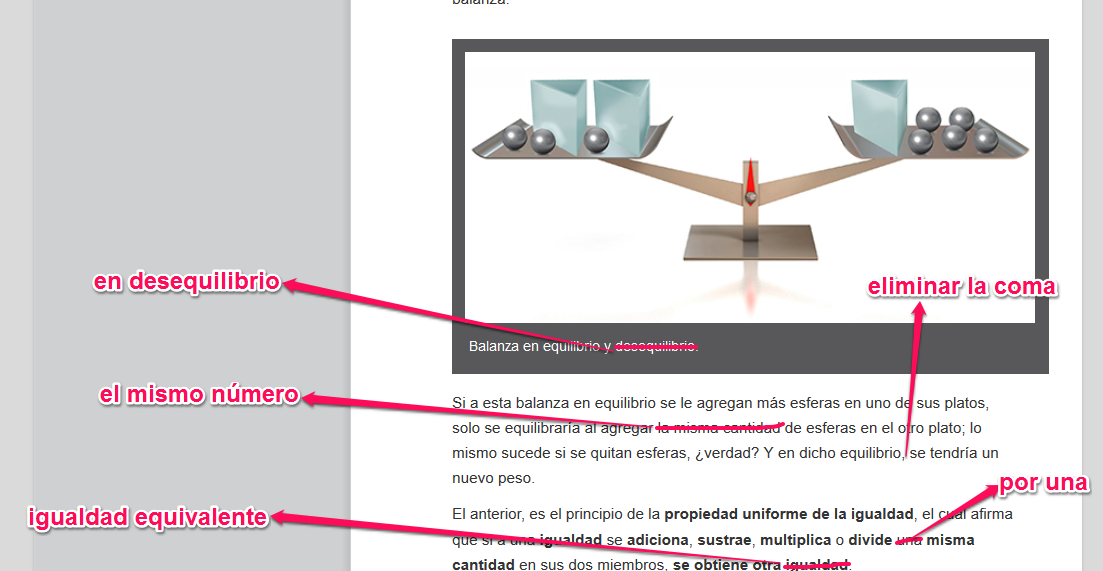 balanza.
en desequilibrio
eliminar la coma
Balanza en equilibrio y desequilibrio.
el mismo número
Si a esta balanza en equilibrio se le agregan más esferas en uno de sus platos,
solo se equilibraría al agregar la misma cantidad de esferas en el otro plato; lo
mismo sucede si se quitan esferas, ¿verdad? Y en dicho equilibrio, se tendría un
nuevo peso.
por una
igualdad equivalente
El anterior, es el principio de la propiedad uniforme de la igualdad, el cual afirma
que si a una igualdad se adiciona, sustrae, multiplica o divide una misma
cantidad en sus dos miembros, se obtiene otra igualdad.